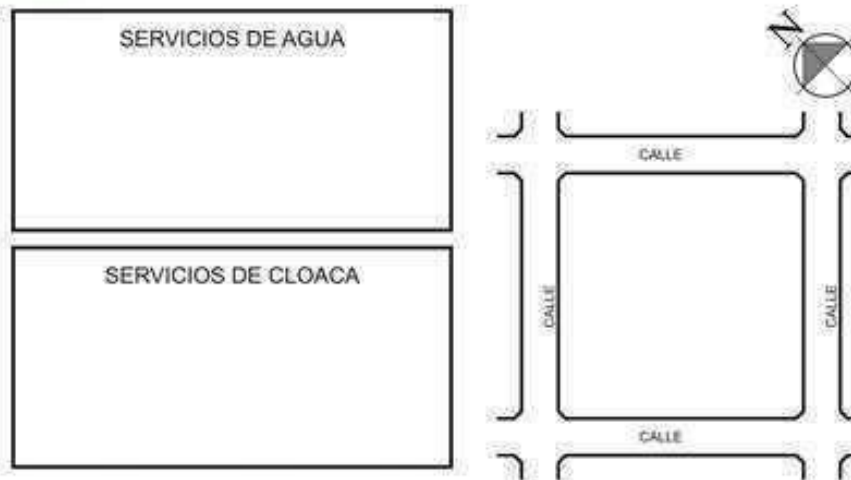 SERVICIOS DE AGUA
SERVICIOS DE CLOACA
N
CALLE
CALLE
CALLE
CALLE